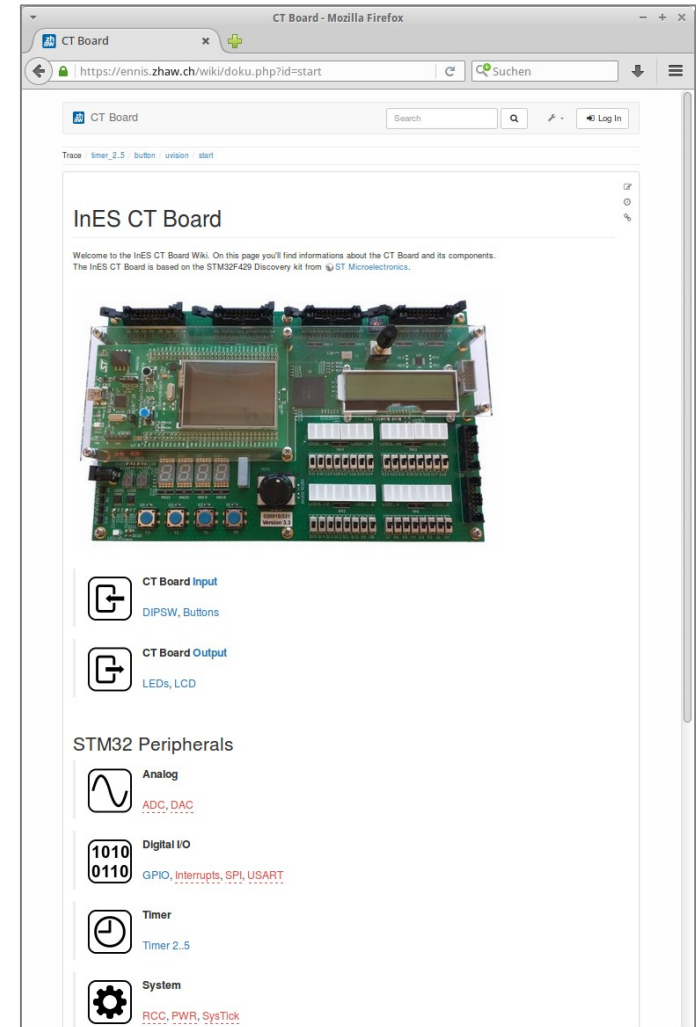 CT Board - Mozilla Firefox
CT Board
https://ennis.zhaw.ch/wiki/doku.php?id=start
Suchen
CT Board
Search
Log In
Trace / timer_2..5 / button / uvision / start
InES CT Board
Welcome to the InES CT Board Wiki. On this page you'll find informations about the CT Board and its components.
The InES CT Board is based on the STM32F429 Discovery kit from ST Microelectronics.
Version 3.3
CT Board Input
DIPSW, Buttons
CT Board Output
LEDs, LCD
STM32 Peripherals
Analog
ADC, DAC
1010
0110
Digital I/O
GPIO, Interrupts, SPI, USART
Timer
Timer 2..5
System
RCC, PWR, SysTick